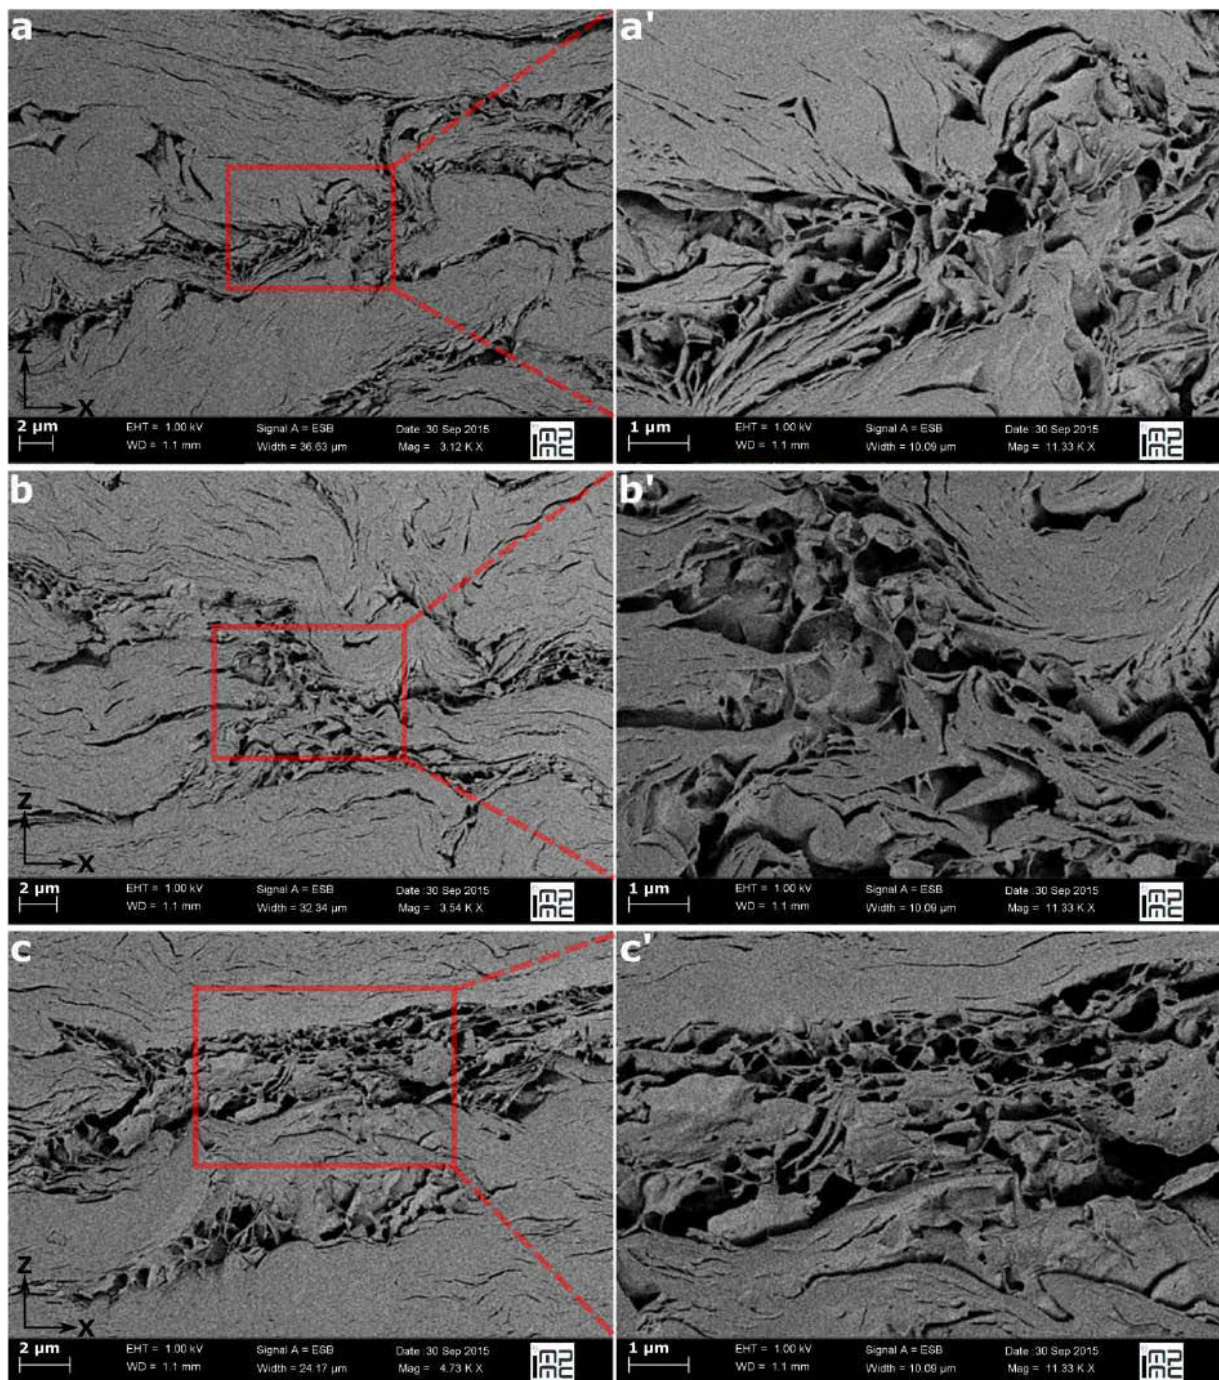 a
Z
X
2 µm
EHT = 1.00 kV
WD = 1.1 mm
Signal A = ESB
Width = 36.63 µm
Date :30 Sep 2015
Mag = 3.12 K X
a'
1 µm
EHT = 1.00 kV
WD = 1.1 mm
Signal A = ESB
Width = 10.09 µm
Date :30 Sep 2015
Mag = 11.33 K X
b
Z
X
2 µm
EHT = 1.00 kV
WD = 1.1 mm
Signal A = ESB
Width = 32.34 µm
Date :30 Sep 2015
Mag = 3.54 K X
b'
1 µm
EHT = 1.00 kV
WD = 1.1 mm
Signal A = ESB
Width = 10.09 µm
Date :30 Sep 2015
Mag = 11.33 K X
c
Z
X
2 µm
EHT = 1.00 kV
WD = 1.1 mm
Signal A = ESB
Width = 24.17 µm
Date :30 Sep 2015
Mag = 4.73 K X
c'
1 µm
EHT = 1.00 kV
WD = 1.1 mm
Signal A = ESB
Width = 10.09 µm
Date :30 Sep 2015
Mag = 11.33 K X